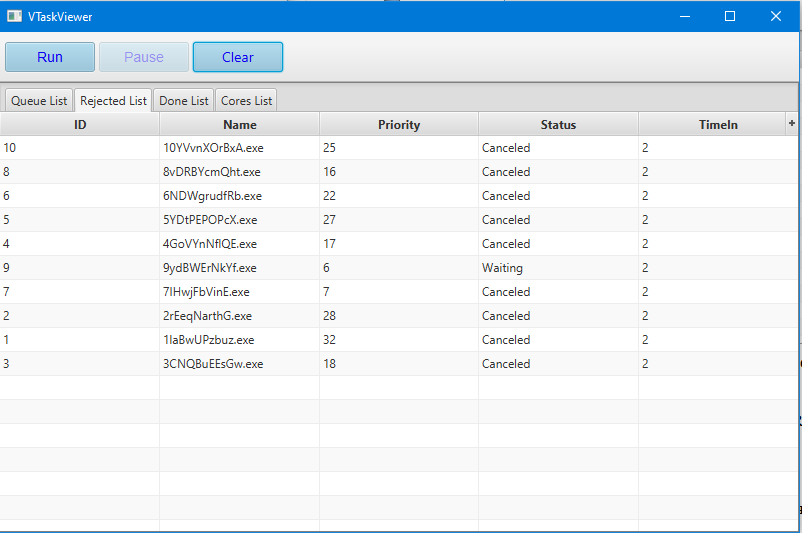 VTaskViewer
Run Pause Clear
Queue List Rejected List Done List Cores List
ID Name Priority Status TimeIn +
10 10YVvnXOrBxA.exe 25 Canceled 2
8 8vDRBYcmQht.exe 16 Canceled 2
6 6NDWgrudfRb.exe 22 Canceled 2
5 5YDtPEPOPcX.exe 27 Canceled 2
4 4GoVYnNflQE.exe 17 Canceled 2
9 9ydBWErNkYf.exe 6 Waiting 2
7 7IHwjFbVinE.exe 7 Canceled 2
2 2rEeqNarthG.exe 28 Canceled 2
1 1IaBwUPzbuz.exe 32 Canceled 2
3 3CNQBuEEsGw.exe 18 Canceled 2